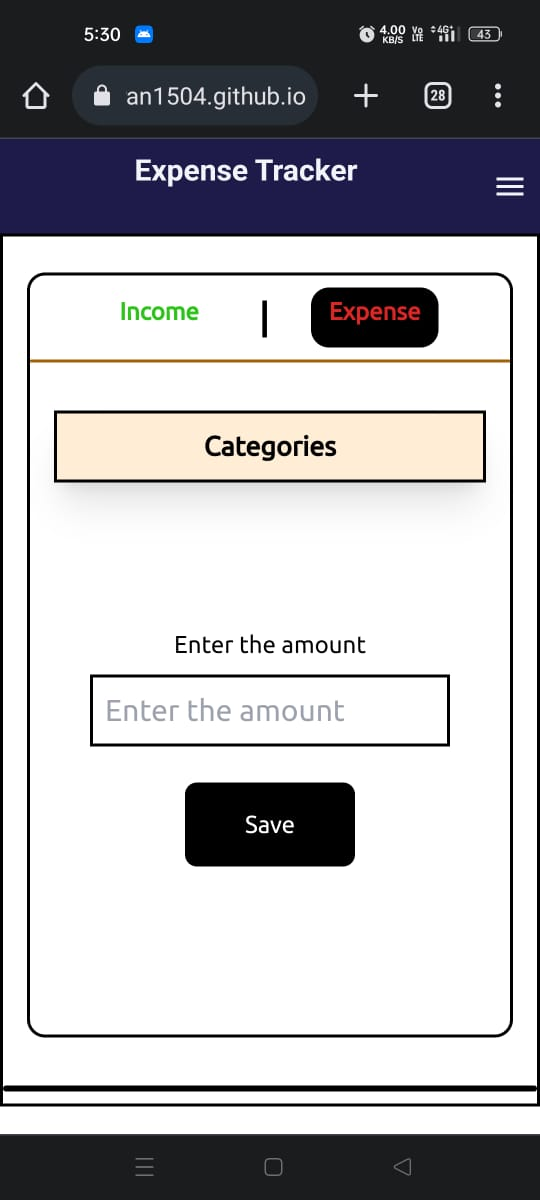 5:30 4.00 KB/S Vo LTE 4G+ 43
an1504.github.io 28
Expense Tracker
Income | Expense
Categories
Enter the amount
Enter the amount
Save